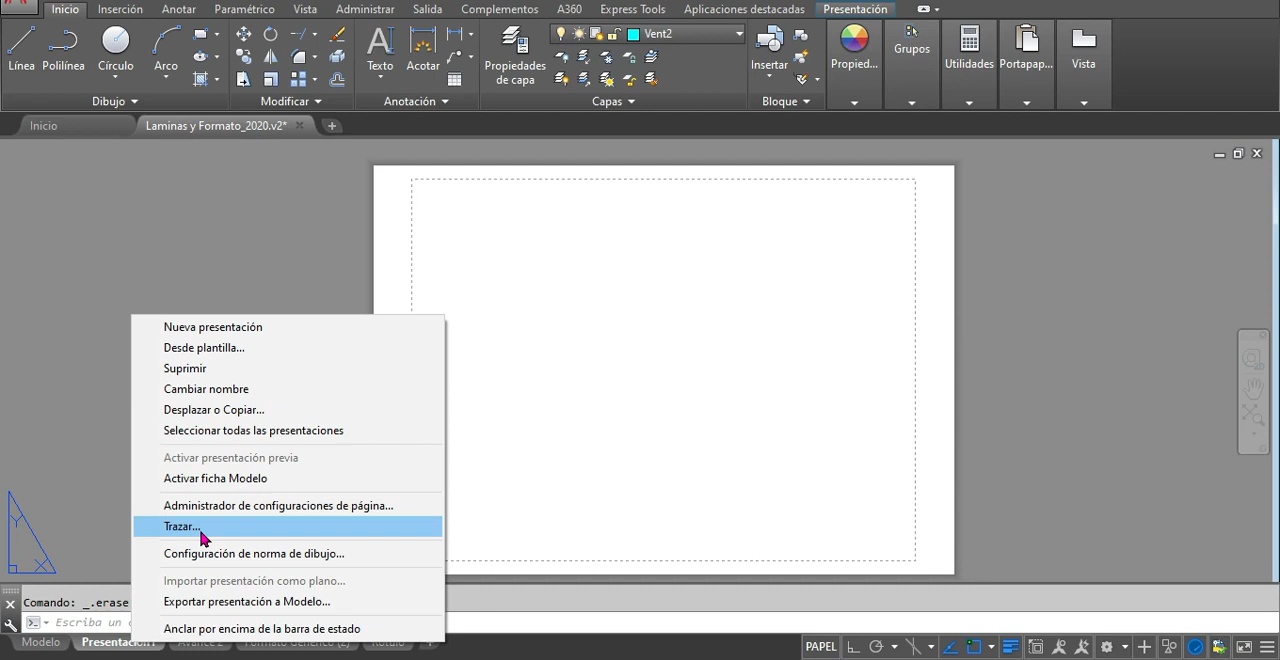 Inicio Inserción Anotar Paramétrico Vista Administrar Salida Complementos A360 Express Tools Aplicaciones destacadas Presentación
Línea Polilínea Círculo Arco Texto Acotar Propiedades de capa Vent2 Insertar Propied... Grupos Utilidades Portapap... Vista
Dibujo Modificar Anotación Capas Bloque
Inicio Laminas y Formato_2020.v2*
Nueva presentación
Desde plantilla...
Suprimir
Cambiar nombre
Desplazar o Copiar...
Seleccionar todas las presentaciones
Activar presentación previa
Activar ficha Modelo
Administrador de configuraciones de página...
Trazar...
Configuración de norma de dibujo...
Importar presentación como plano...
Exportar presentación a Modelo...
Anclar por encima de la barra de estado
Y
X
Comando: _.erase
Escriba un
Modelo Presentación1
PAPEL